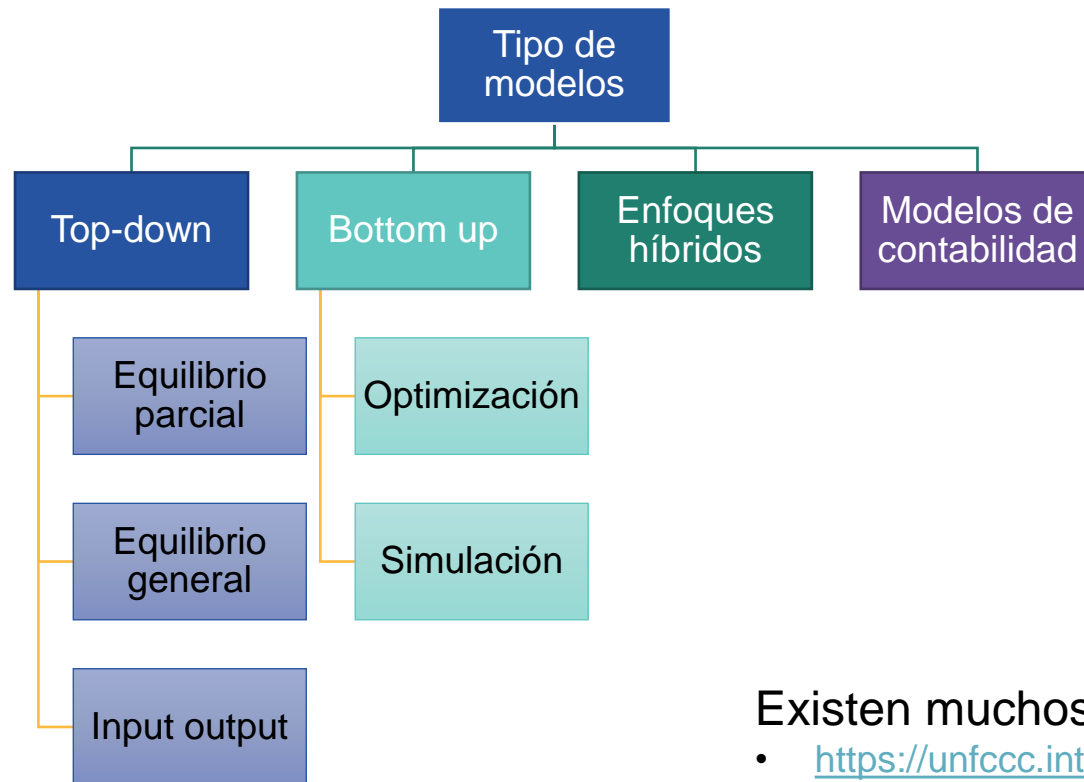 Tipo de
modelos
Top-down
Bottom up
Enfoques
híbridos
Modelos de
contabilidad
Equilibrio
parcial
Optimización
Equilibrio
general
Simulación
Input output
Existen muchos
• https://unfccc.int